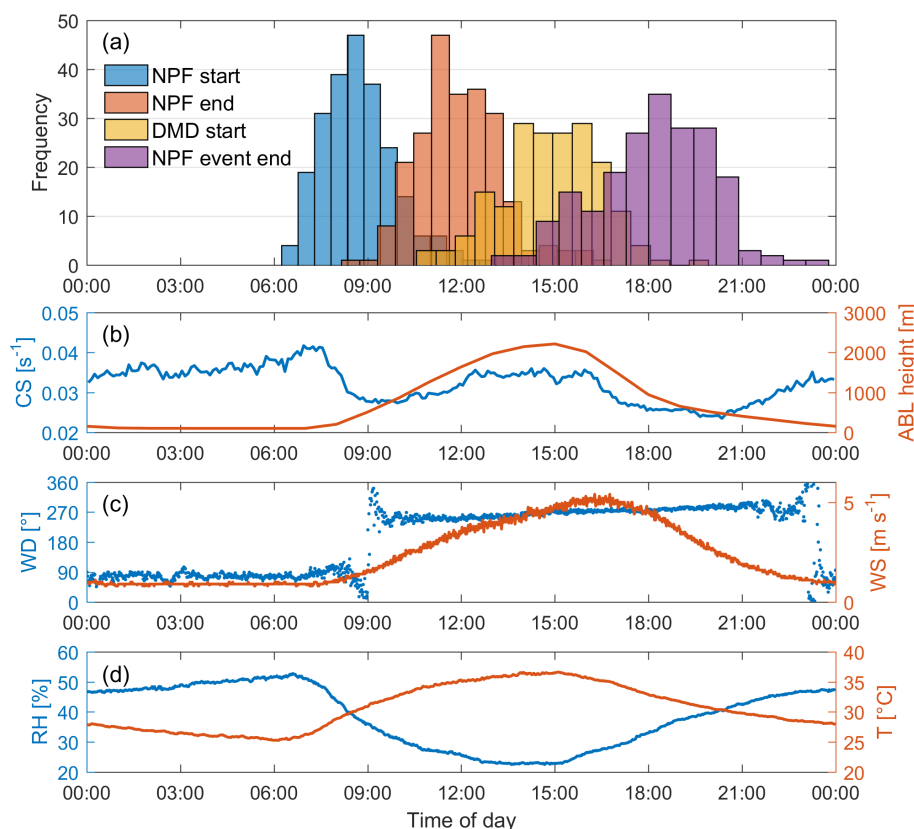 (a)
NPF start
NPF end
DMD start
NPF event end
Frequency
50
40
30
20
10
0
00:00 03:00 06:00 09:00 12:00 15:00 18:00 21:00 00:00
(b)
CS [s-1]
0.05
0.04
0.03
0.02
ABL height [m]
3000
2000
1000
0
00:00 03:00 06:00 09:00 12:00 15:00 18:00 21:00 00:00
(c)
WD [°]
360
270
180
90
0
WS [m s-1]
5
0
00:00 03:00 06:00 09:00 12:00 15:00 18:00 21:00 00:00
(d)
RH [%]
60
50
40
30
20
T [°C]
40
35
30
25
20
00:00 03:00 06:00 09:00 12:00 15:00 18:00 21:00 00:00
Time of day